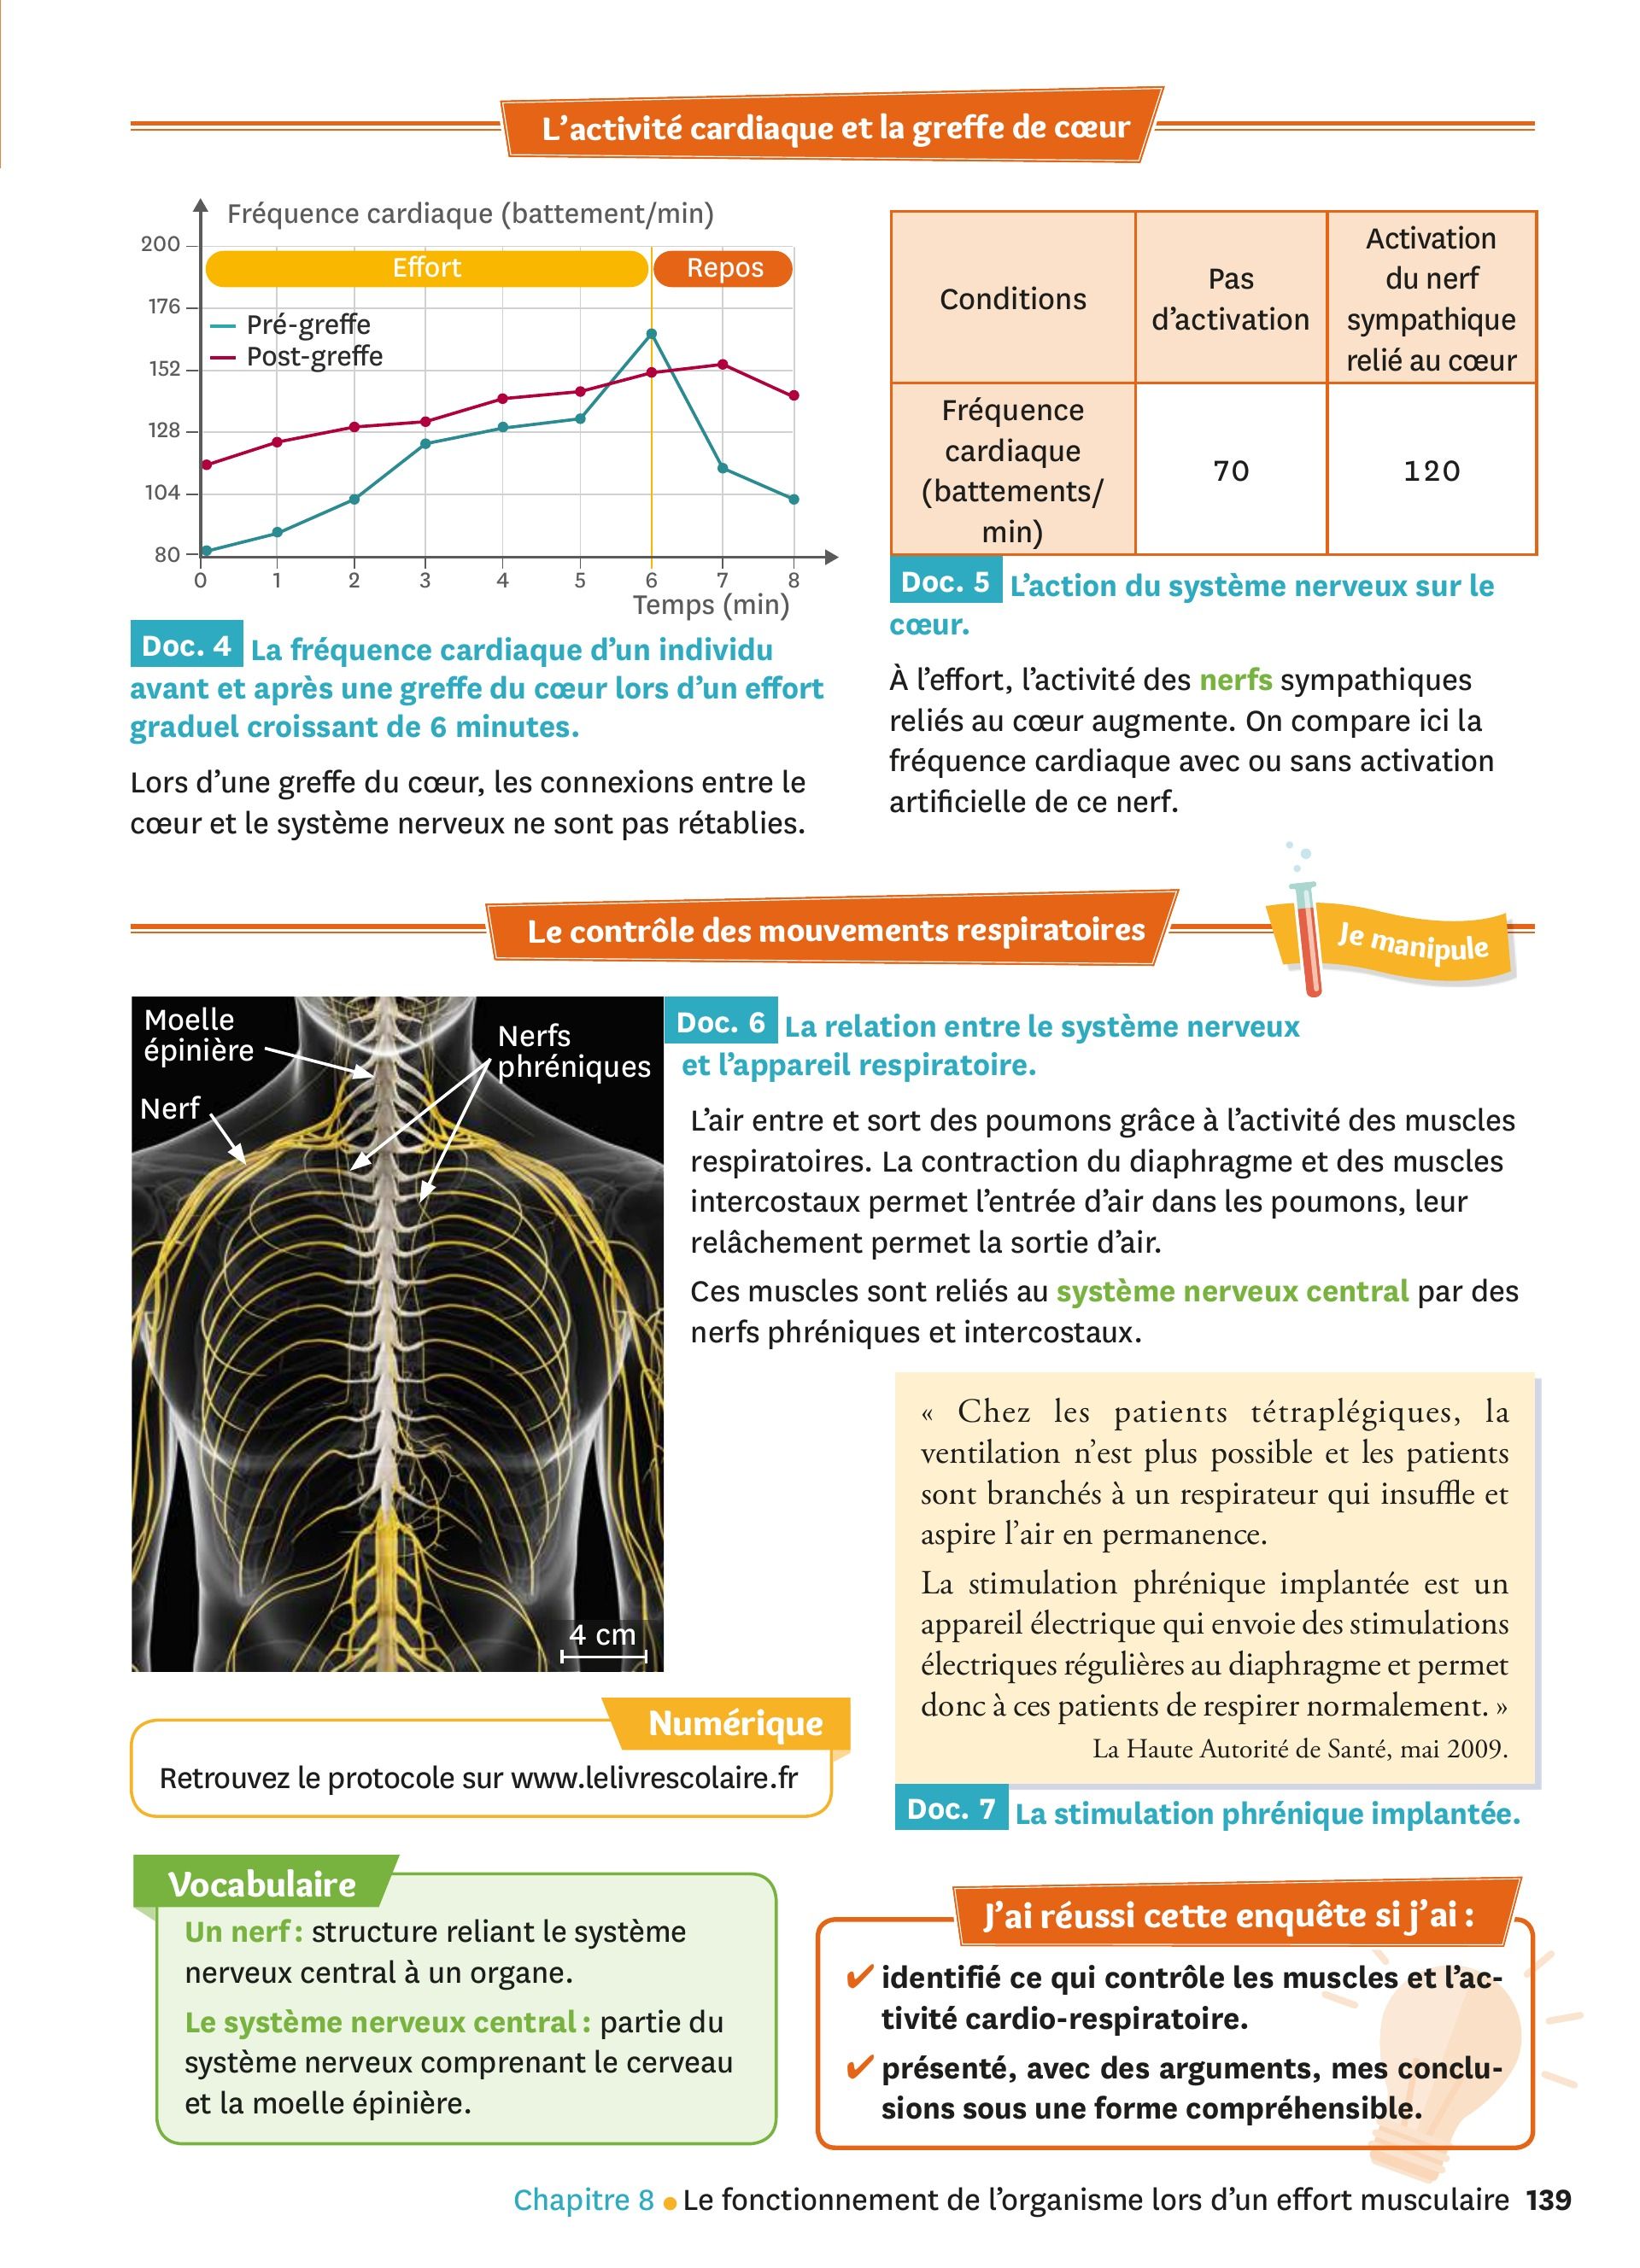 L'activité cardiaque et la greffe de cœur
Fréquence cardiaque (battement/min)
200
176
152
128
104
80
Effort
Repos
Pré-greffe
Post-greffe
0 1 2 3 4 5 6 7 8
Temps (min)
Doc. 4 La fréquence cardiaque d'un individu
avant et après une greffe du cœur lors d'un effort
graduel croissant de 6 minutes.
Lors d'une greffe du cœur, les connexions entre le
cœur et le système nerveux ne sont pas rétablies.
Conditions
Pas
d'activation
Activation
du nerf
sympathique
relié au cœur
Fréquence
cardiaque
(battements/
min)
70
120
Doc. 5 L'action du système nerveux sur le
cœur.
À l'effort, l'activité des nerfs sympathiques
reliés au cœur augmente. On compare ici la
fréquence cardiaque avec ou sans activation
artificielle de ce nerf.
Le contrôle des mouvements respiratoires
Je manipule
Moelle
épinière
Nerf
Nerfs
phréniques
4 cm
Doc. 6 La relation entre le système nerveux
et l'appareil respiratoire.
L'air entre et sort des poumons grâce à l'activité des muscles
respiratoires. La contraction du diaphragme et des muscles
intercostaux permet l'entrée d'air dans les poumons, leur
relâchement permet la sortie d'air.
Ces muscles sont reliés au système nerveux central par des
nerfs phréniques et intercostaux.
« Chez les patients tétraplégiques, la
ventilation n'est plus possible et les patients
sont branchés à un respirateur qui insuffle et
aspire l'air en permanence.
La stimulation phrénique implantée est un
appareil électrique qui envoie des stimulations
électriques régulières au diaphragme et permet
donc à ces patients de respirer normalement. »
La Haute Autorité de Santé, mai 2009.
Doc. 7 La stimulation phrénique implantée.
Numérique
Retrouvez le protocole sur www.lelivrescolaire.fr
Vocabulaire
Un nerf : structure reliant le système
nerveux central à un organe.
Le système nerveux central : partie du
système nerveux comprenant le cerveau
et la moelle épinière.
J'ai réussi cette enquête si j'ai :
✔ identifié ce qui contrôle les muscles et l'ac-
tivité cardio-respiratoire.
✔ présenté, avec des arguments, mes conclu-
sions sous une forme compréhensible.
Chapitre 8 • Le fonctionnement de l'organisme lors d'un effort musculaire 139